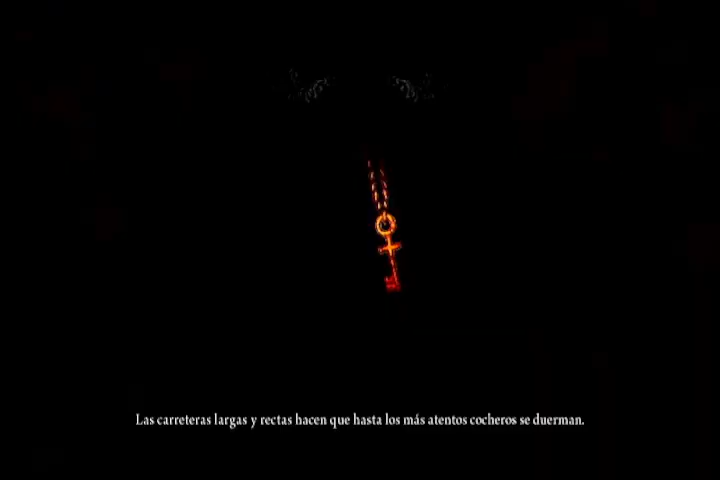 Las carreteras largas y rectas hacen que hasta los más atentos cocheros se duerman.